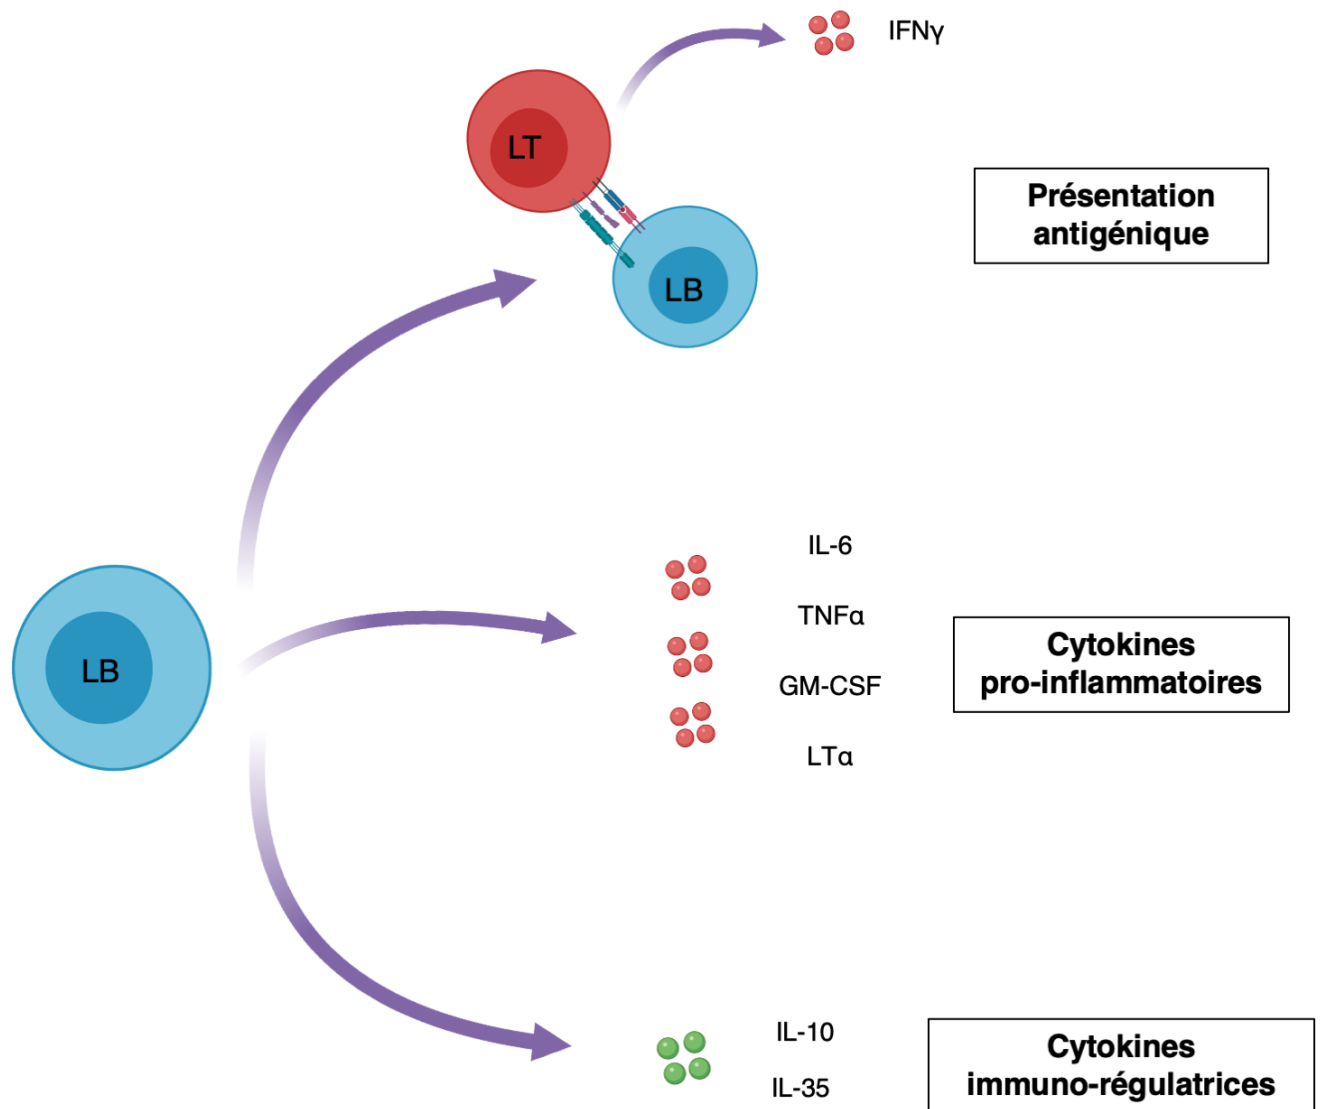 IFNγ
LT
LB
Présentation
antigénique
IL-6
TNFα
GM-CSF
LTα
Cytokines
pro-inflammatoires
LB
IL-10
IL-35
Cytokines
immuno-régulatrices